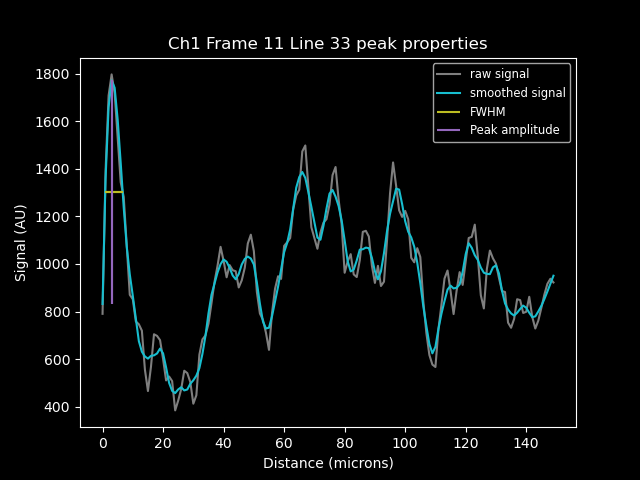 Ch1 Frame 11 Line 33 peak properties
raw signal
smoothed signal
FWHM
Peak amplitude
Signal (AU)
1800
1600
1400
1200
1000
800
600
400
0 20 40 60 80 100 120 140
Distance (microns)